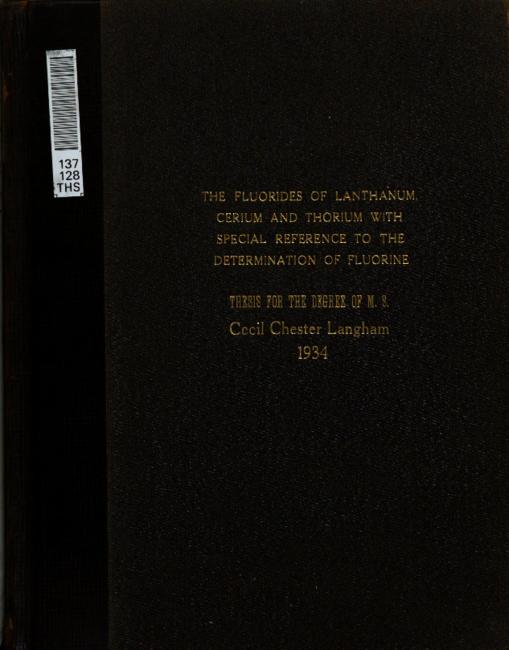 137
128
THS
THE FLUORIDES OF LANTHANUM,
CERIUM AND THORIUM WITH
SPECIAL REFERENCE TO THE
DETERMINATION OF FLUORINE
THESIS FOR THE DEGREE OF M. S.
Cecil Chester Langham
1934